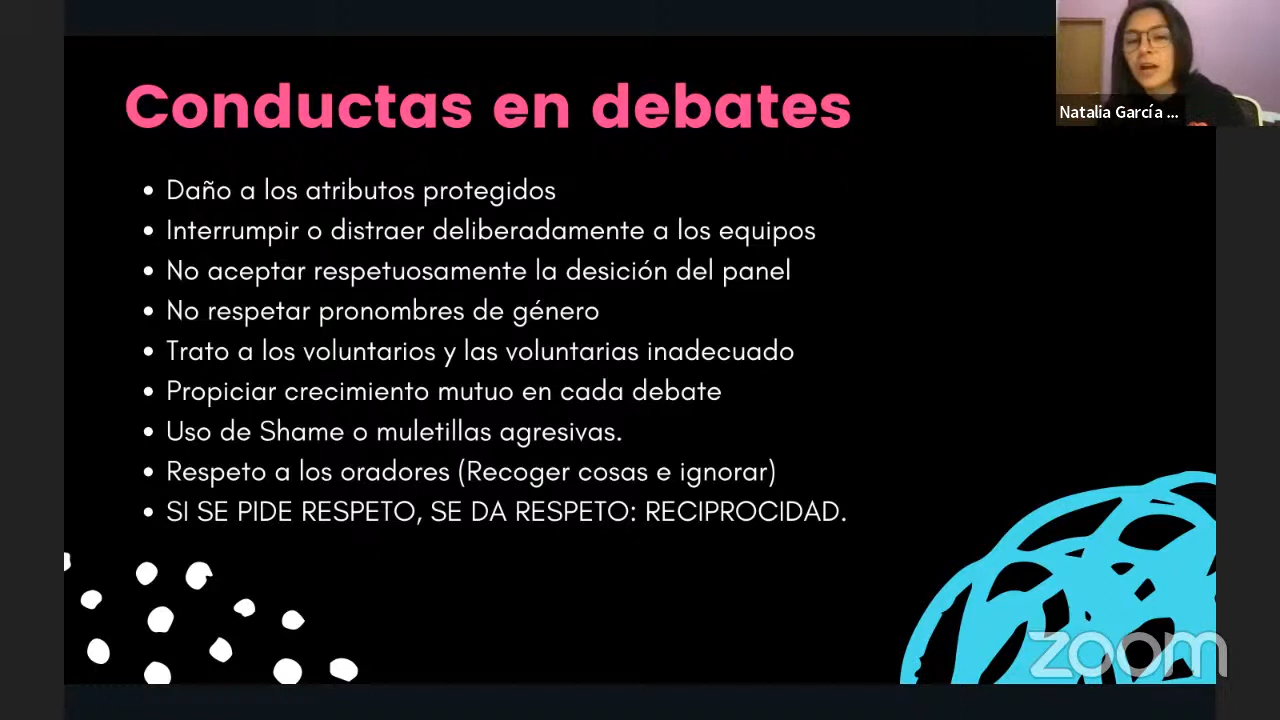 Conductas en debates
Natalia García ...
Daño a los atributos protegidos
Interrumpir o distraer deliberadamente a los equipos
No aceptar respetuosamente la desición del panel
No respetar pronombres de género
Trato a los voluntarios y las voluntarias inadecuado
Propiciar crecimiento mutuo en cada debate
Uso de Shame o muletillas agresivas.
Respeto a los oradores (Recoger cosas e ignorar)
SI SE PIDE RESPETO, SE DA RESPETO: RECIPROCIDAD.
zoom